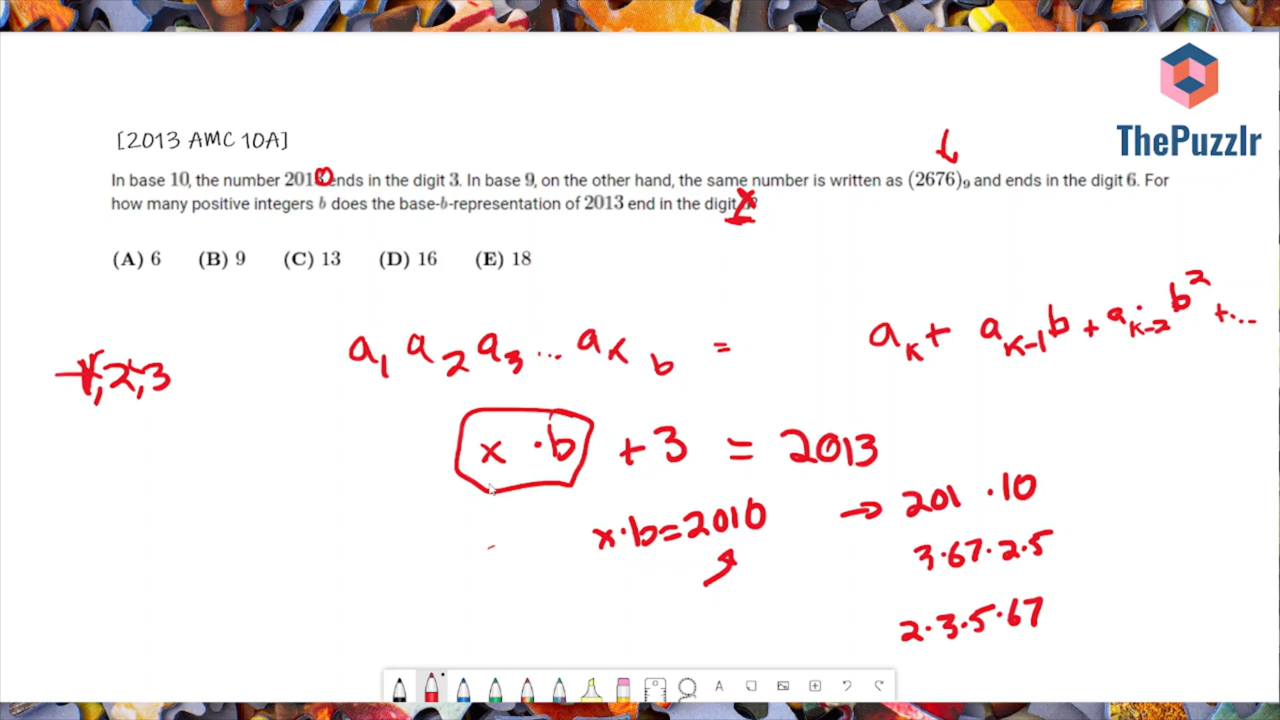 ThePuzzlr
[2013 AMC 10A]
In base 10, the number 2013 ends in the digit 3. In base 9, on the other hand, the same number is written as (2676)₉ and ends in the digit 6. For
how many positive integers b does the base-b-representation of 2013 end in the digit
(A) 6 (B) 9 (C) 13 (D) 16 (E) 18
a₁ a₂ a₃ ... aₖ b = aₖ + aₖ₋₁b + aₖ₋₂b² + ...
1, 2, 3
x · b + 3 = 2013
x · b = 2010 → 201 · 10
3 · 67 · 2 · 5
2 · 3 · 5 · 67
A